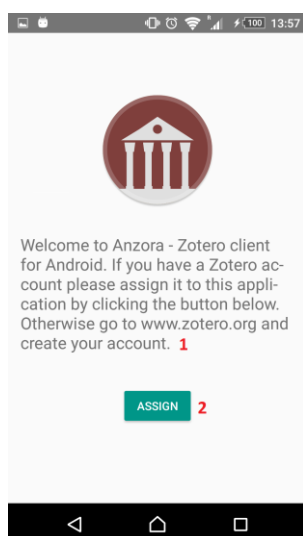 100 13:57
Welcome to Anzora - Zotero client
for Android. If you have a Zotero ac-
count please assign it to this appli-
cation by clicking the button below.
Otherwise go to www.zotero.org and
create your account. 1
ASSIGN 2